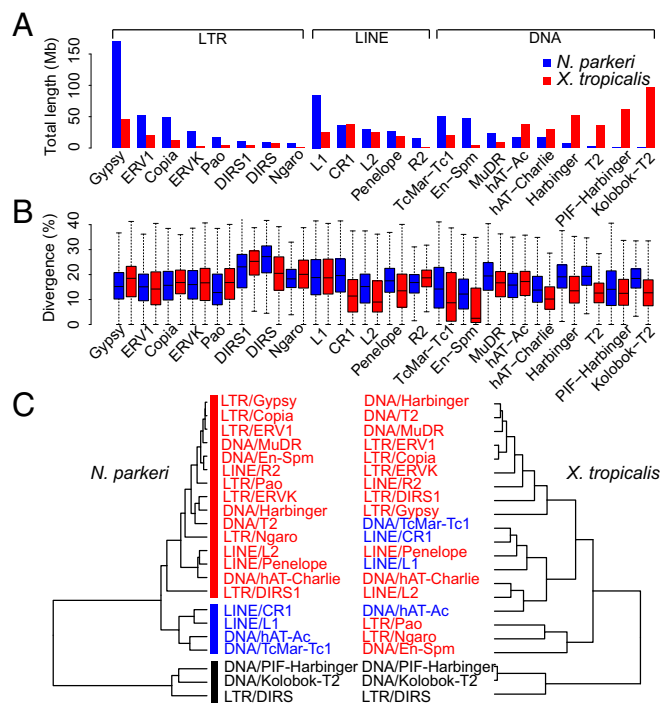 A
LTR
LINE
DNA
Total length (Mb)
150
100
50
0
N. parkeri
X. tropicalis
Gypsy
ERV1
Copia
ERVK
Pao
DIRS1
DIRS
Ngaro
L1
CR1
L2
Penelope
R2
TcMar−Tc1
En−Spm
MuDR
hAT−Ac
hAT−Charlie
Harbinger
T2
PIF−Harbinger
Kolobok−T2
B
Divergence (%)
40
30
20
10
0
Gypsy
ERV1
Copia
ERVK
Pao
DIRS1
DIRS
Ngaro
L1
CR1
L2
Penelope
R2
TcMar−Tc1
En−Spm
MuDR
hAT−Ac
hAT−Charlie
Harbinger
T2
PIF−Harbinger
Kolobok−T2
C
N. parkeri
LTR/Gypsy
LTR/Copia
LTR/ERV1
DNA/MuDR
DNA/En-Spm
LINE/R2
LTR/Pao
LTR/ERVK
DNA/Harbinger
DNA/T2
LTR/Ngaro
LINE/L2
LINE/Penelope
DNA/hAT-Charlie
LTR/DIRS1
LINE/CR1
LINE/L1
DNA/hAT-Ac
DNA/TcMar-Tc1
DNA/PIF-Harbinger
DNA/Kolobok-T2
LTR/DIRS
X. tropicalis
DNA/Harbinger
DNA/T2
DNA/MuDR
LTR/ERV1
LTR/Copia
LTR/ERVK
LINE/R2
LTR/DIRS1
LTR/Gypsy
DNA/TcMar-Tc1
LINE/CR1
LINE/Penelope
LINE/L1
DNA/hAT-Charlie
LINE/L2
DNA/hAT-Ac
LTR/Pao
LTR/Ngaro
DNA/En-Spm
DNA/PIF-Harbinger
DNA/Kolobok-T2
LTR/DIRS